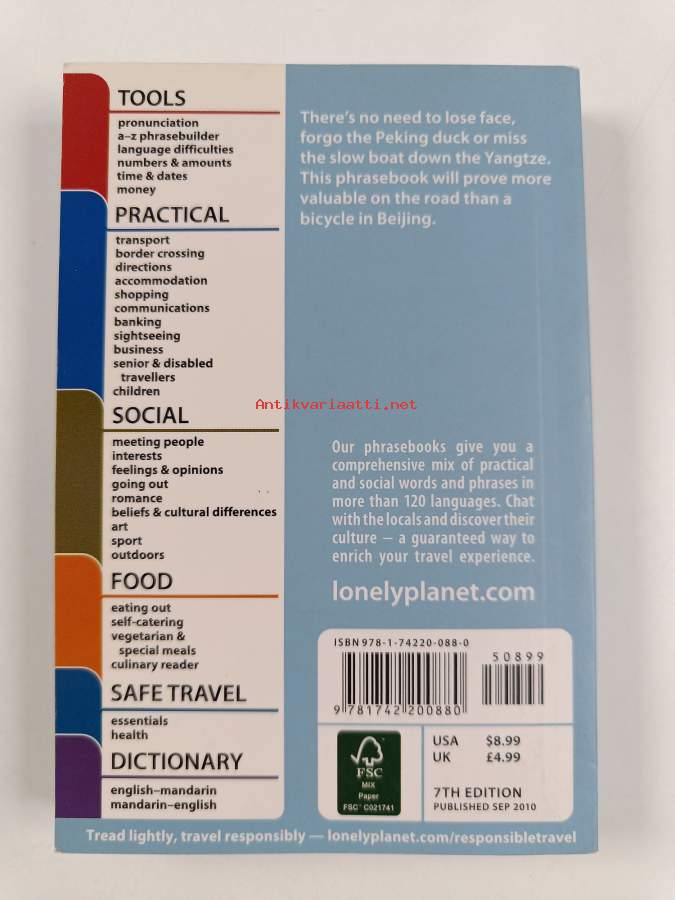 TOOLS
pronunciation
a–z phrasebuilder
language difficulties
numbers & amounts
time & dates
money
PRACTICAL
transport
border crossing
directions
accommodation
shopping
communications
banking
sightseeing
business
senior & disabled
travellers
children
SOCIAL
meeting people
interests
feelings & opinions
going out
romance
beliefs & cultural differences
art
sport
outdoors
FOOD
eating out
self-catering
vegetarian &
special meals
culinary reader
SAFE TRAVEL
essentials
health
DICTIONARY
english–mandarin
mandarin–english
There's no need to lose face,
forgo the Peking duck or miss
the slow boat down the Yangtze.
This phrasebook will prove more
valuable on the road than a
bicycle in Beijing.
Antikvariaatti.net
Our phrasebooks give you a
comprehensive mix of practical
and social words and phrases in
more than 120 languages. Chat
with the locals and discover their
culture – a guaranteed way to
enrich your travel experience.
lonelyplanet.com
ISBN 978-1-74220-088-0
50899
9 781742 200880
FSC
MIX
Paper
FSC™ C021741
USA $8.99
UK £4.99
7TH EDITION
PUBLISHED SEP 2010
Tread lightly, travel responsibly — lonelyplanet.com/responsibletravel